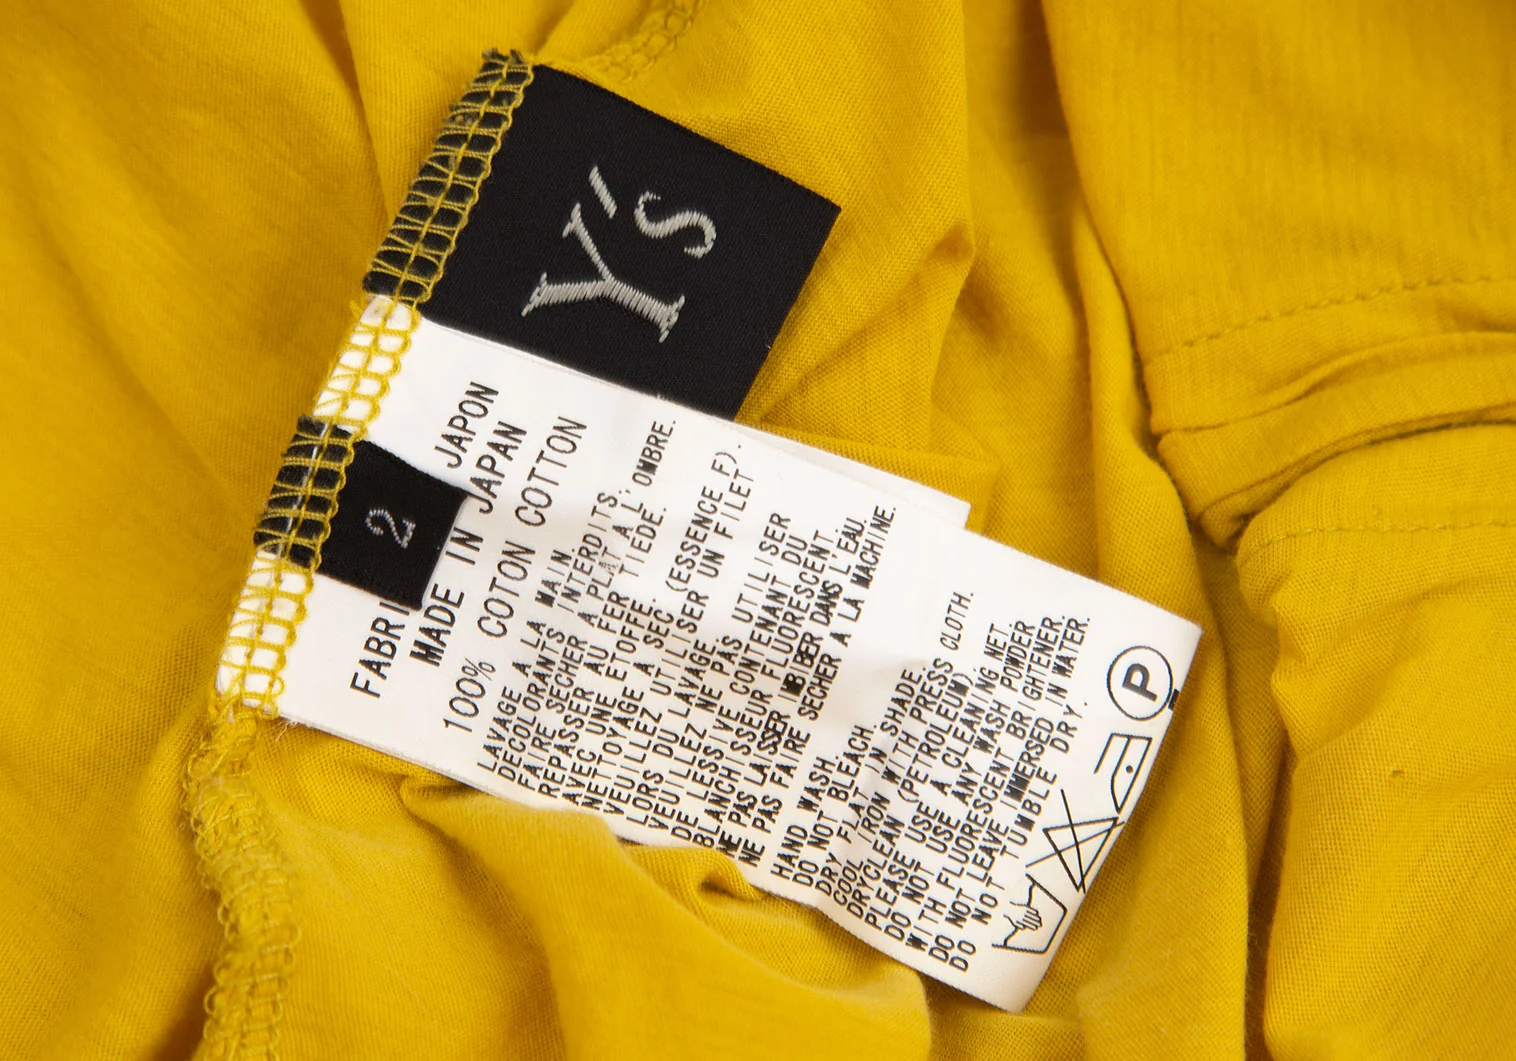 Y's
2
FABRI JAPON
MADE IN JAPAN
100% COTON COTTON
LAVAGE A LA MAIN.
DECOLORANTS INTERDITS.
FAIRE SECHER A PLAT A L'OMBRE.
REPASSER AU FER TIEDE.
AVEC UNE ETOFFE.
NETTOYAGE A SEC. (ESSENCE F).
VEUILLEZ UTILISER UN FILET
LORS DU LAVAGE.
VEUILLEZ NE PAS UTILISER
DE LESSIVE CONTENANT DU
BLANCHISSEUR FLUORESCENT.
NE PAS LAISSER IMBIBER DANS L'EAU.
NE PAS FAIRE SECHER A LA MACHINE.
HAND WASH
DO NOT BLEACH
DRY FLAT IN SHADE.
COOL IRON WITH PRESS CLOTH.
DRYCLEAN (PETROLEUM)
PLEASE USE A CLEANING NET.
DO NOT USE ANY WASH POWDER
WITH FLUORESCENT BRIGHTENER.
DO NOT LEAVE IMMERSED IN WATER.
DO NOT TUMBLE DRY.
P